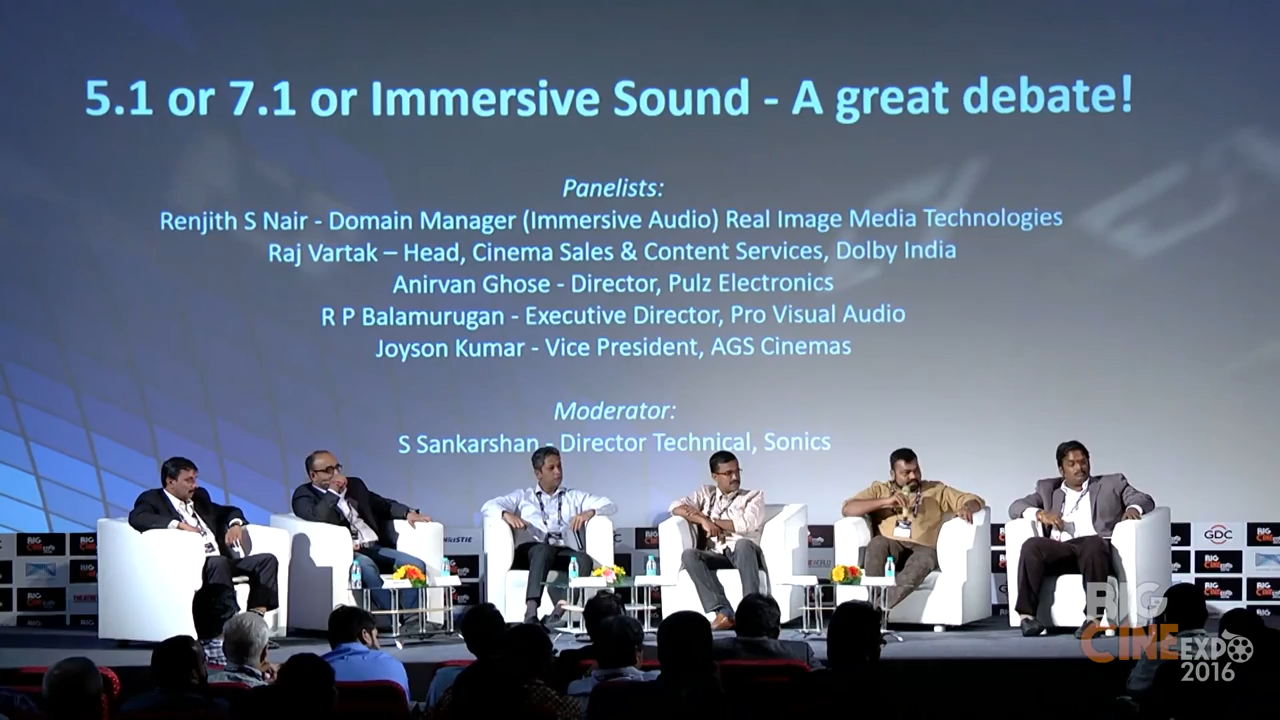 5.1 or 7.1 or Immersive Sound - A great debate!
Panelists:
Renjith S Nair - Domain Manager (Immersive Audio) Real Image Media Technologies
Raj Vartak – Head, Cinema Sales & Content Services, Dolby India
Anirvan Ghose - Director, Pulz Electronics
R P Balamurugan - Executive Director, Pro Visual Audio
Joyson Kumar - Vice President, AGS Cinemas
Moderator:
S Sankarshan - Director Technical, Sonics
CHRISTIE
GDC
BIG
CINE EXPO
2016